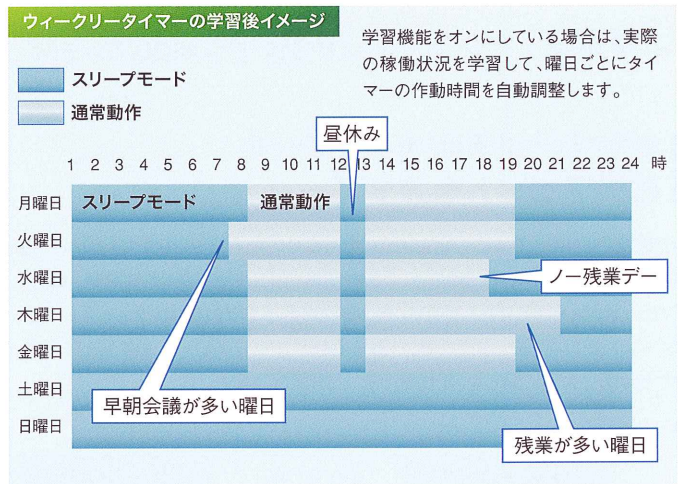 ウィークリータイマーの学習後イメージ
学習機能をオンにしている場合は、実際
の稼働状況を学習して、曜日ごとにタイ
マーの作動時間を自動調整します。
スリープモード
通常動作
昼休み
1 2 3 4 5 6 7 8 9 10 11 12 13 14 15 16 17 18 19 20 21 22 23 24 時
月曜日 スリープモード 通常動作
火曜日
水曜日 ノー残業デー
木曜日
金曜日
土曜日
早朝会議が多い曜日
日曜日
残業が多い曜日